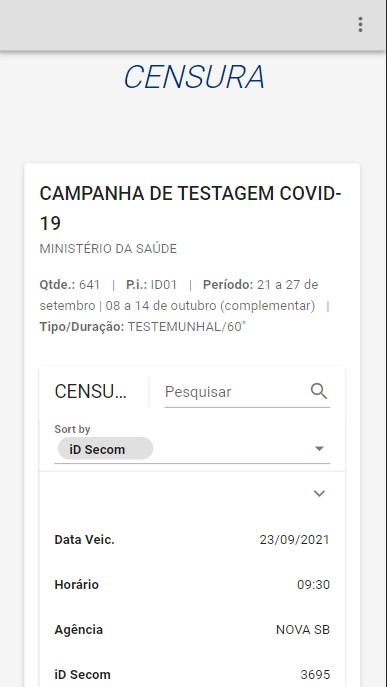 CENSURA
CAMPANHA DE TESTAGEM COVID-
19
MINISTÉRIO DA SAÚDE
Qtde.: 641 | P.i.: ID01 | Período: 21 a 27 de
setembro | 08 a 14 de outubro (complementar) |
Tipo/Duração: TESTEMUNHAL/60"
CENSU... Pesquisar
Sort by
iD Secom
Data Veic. 23/09/2021
Horário 09:30
Agência NOVA SB
iD Secom 3695